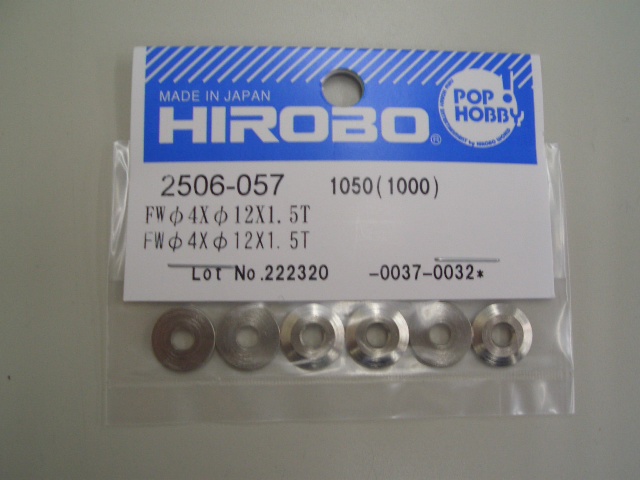 MADE IN JAPAN
HIROBO®
POP!
HOBBY
2506-057 1050(1000)
FWφ4Xφ12X1.5T
FWφ4Xφ12X1.5T
Lot No.222320 -0037-0032*